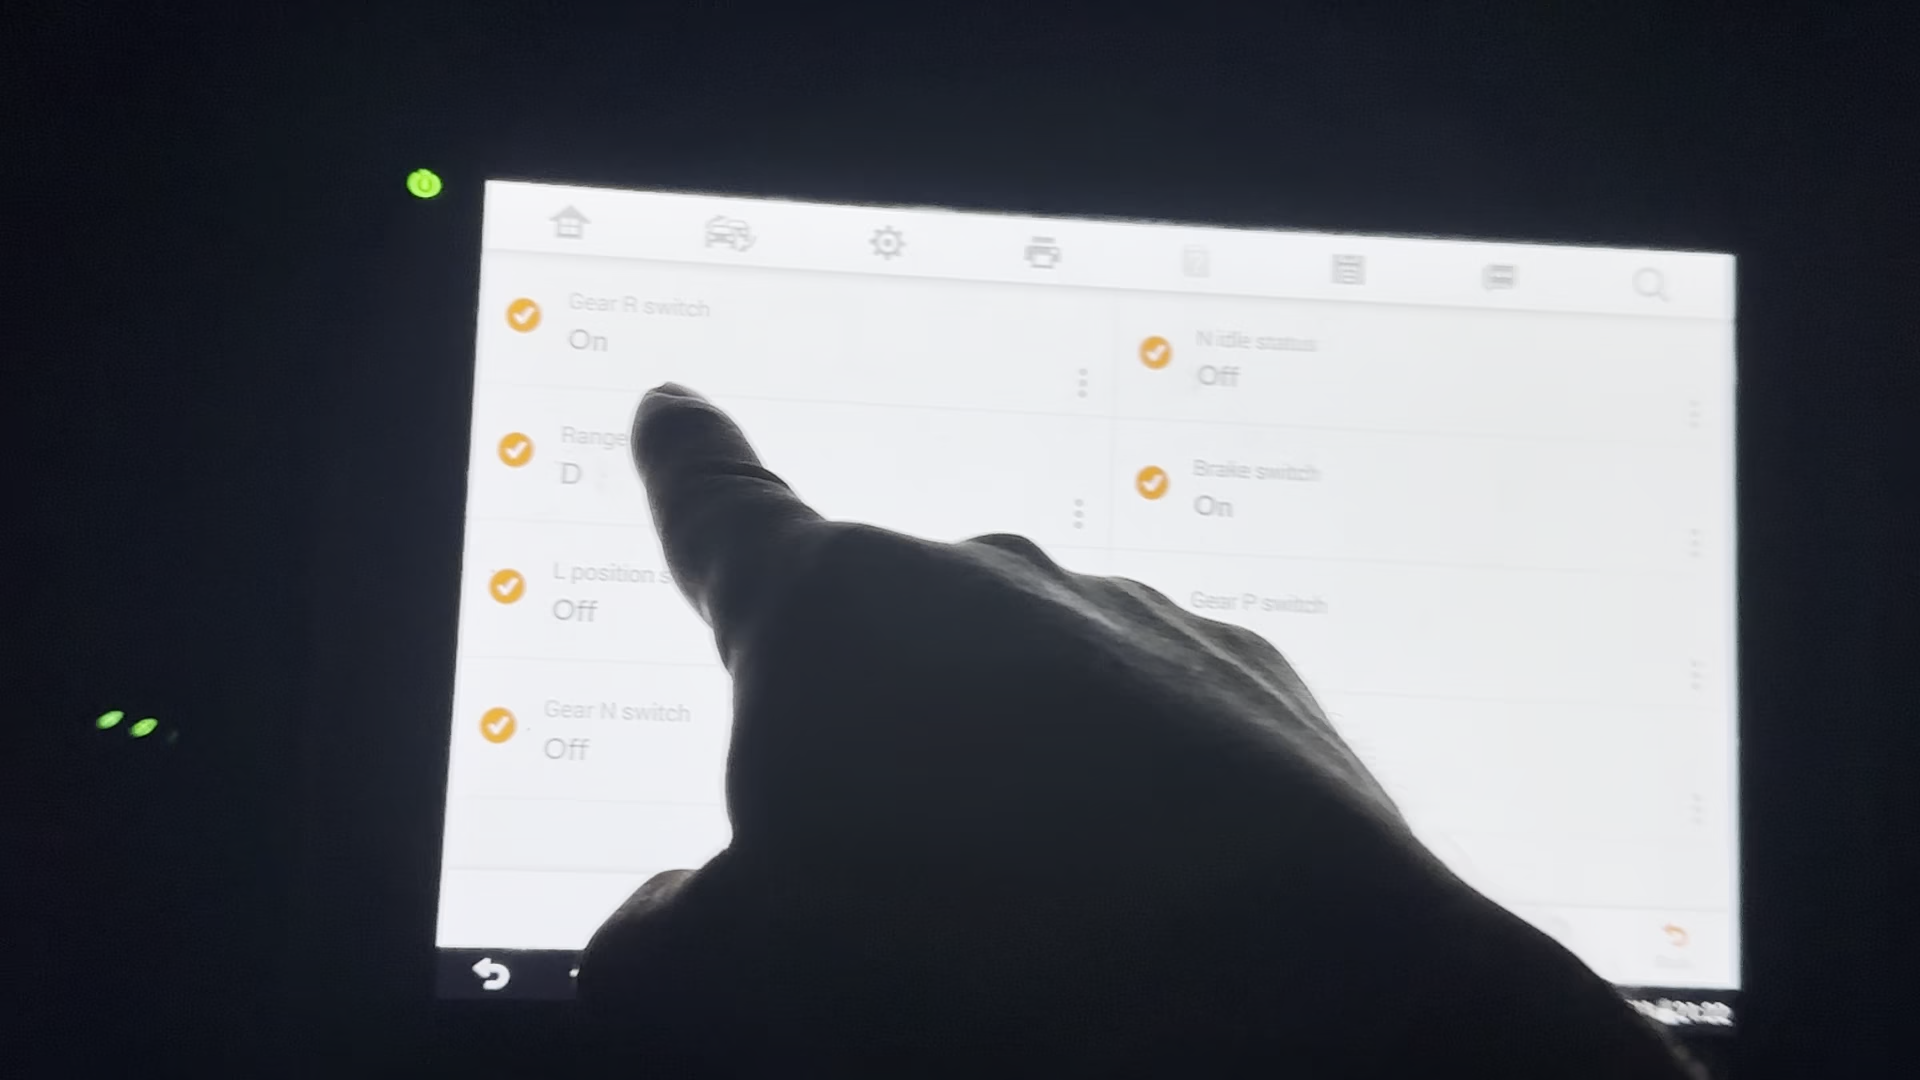 Gear R switch
On
N idle status
Off
Range
D
Brake switch
On
L position
Off
Gear P switch
Gear N switch
Off